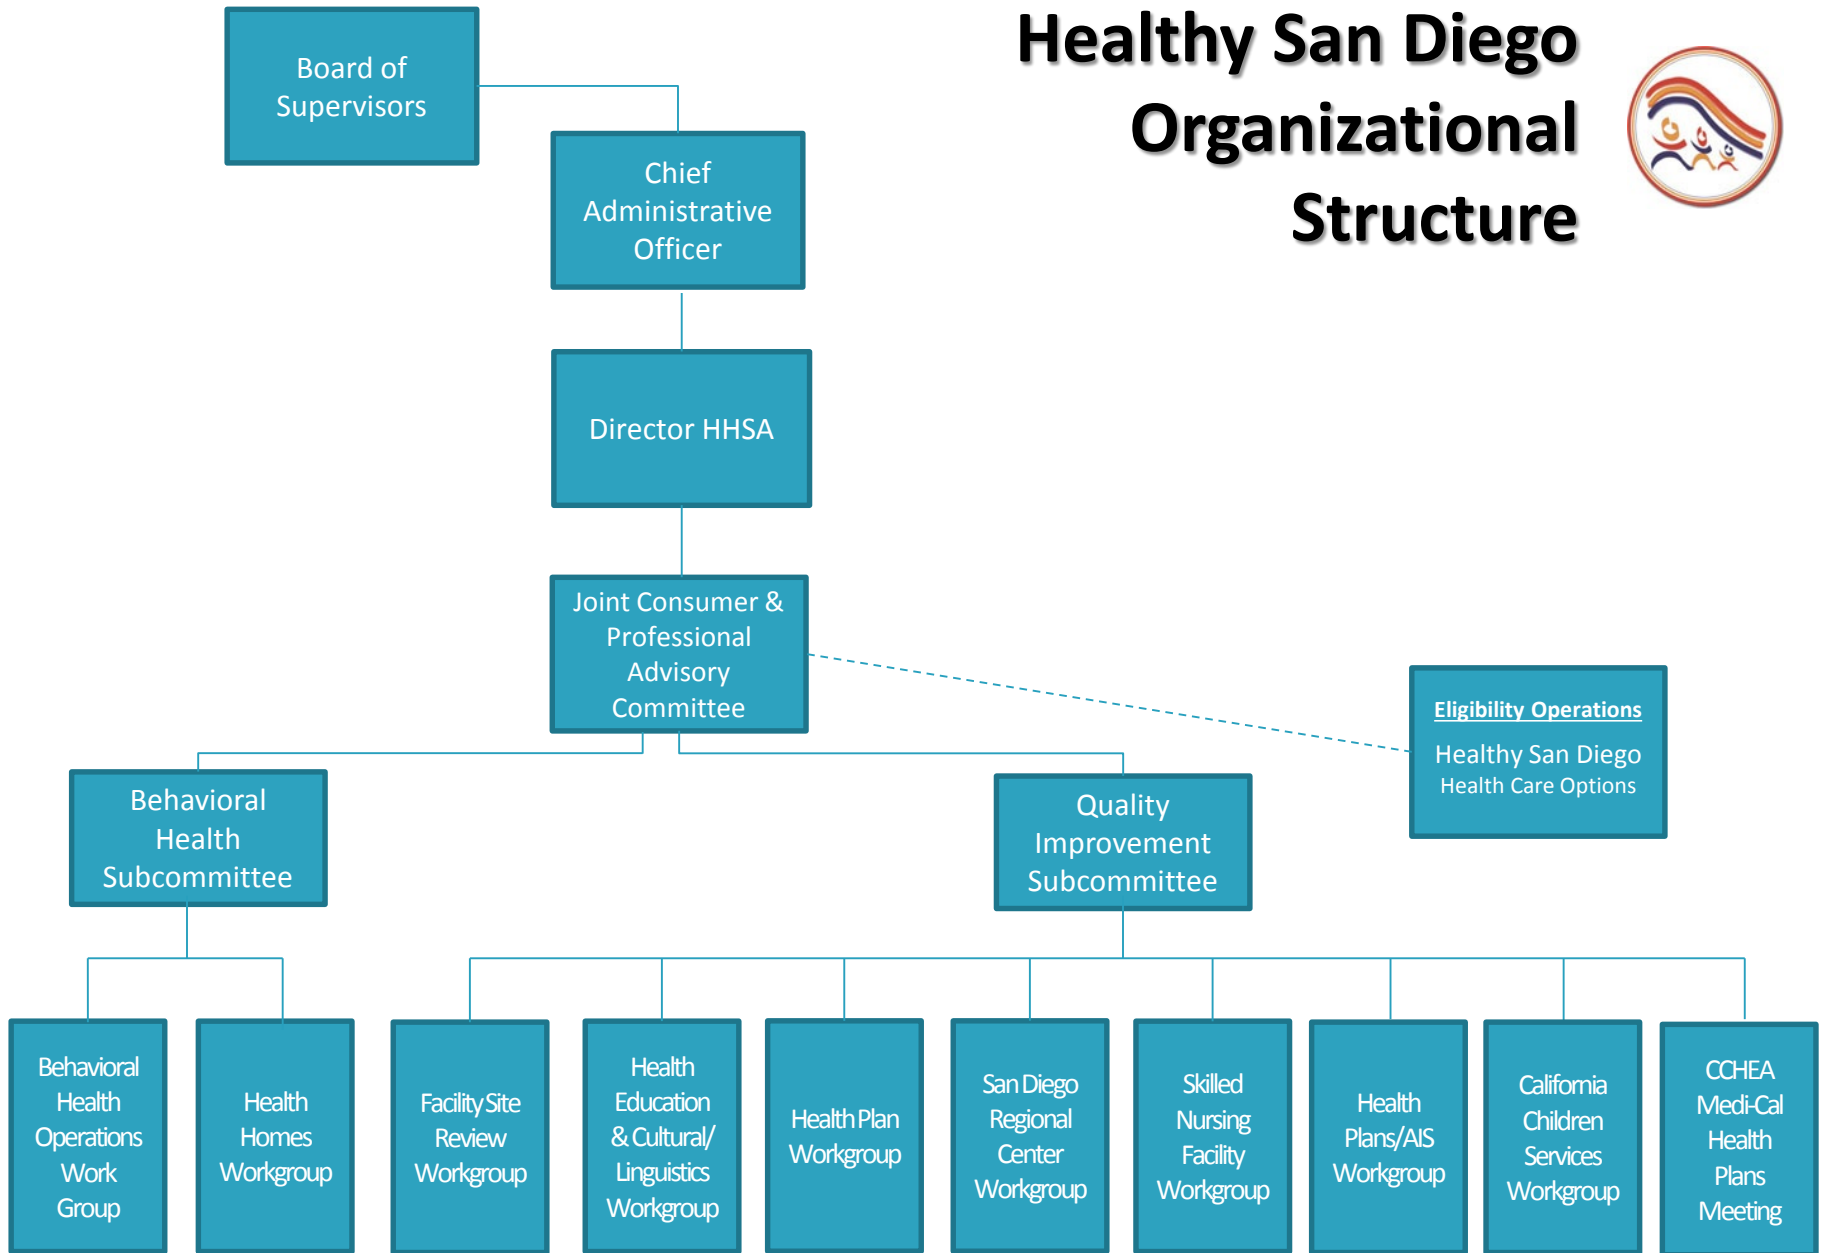 Healthy San Diego
Organizational
Structure
Board of
Supervisors
Chief
Administrative
Officer
Director HHSA
Joint Consumer &
Professional
Advisory
Committee
Eligibility Operations
Healthy San Diego
Health Care Options
Behavioral
Health
Subcommittee
Quality
Improvement
Subcommittee
Behavioral
Health
Operations
Work
Group
Health
Homes
Workgroup
Facility Site
Review
Workgroup
Health
Education
& Cultural/
Linguistics
Workgroup
Health Plan
Workgroup
San Diego
Regional
Center
Workgroup
Skilled
Nursing
Facility
Workgroup
Health
Plans/AIS
Workgroup
California
Children
Services
Workgroup
CCHEA
Medi-Cal
Health
Plans
Meeting